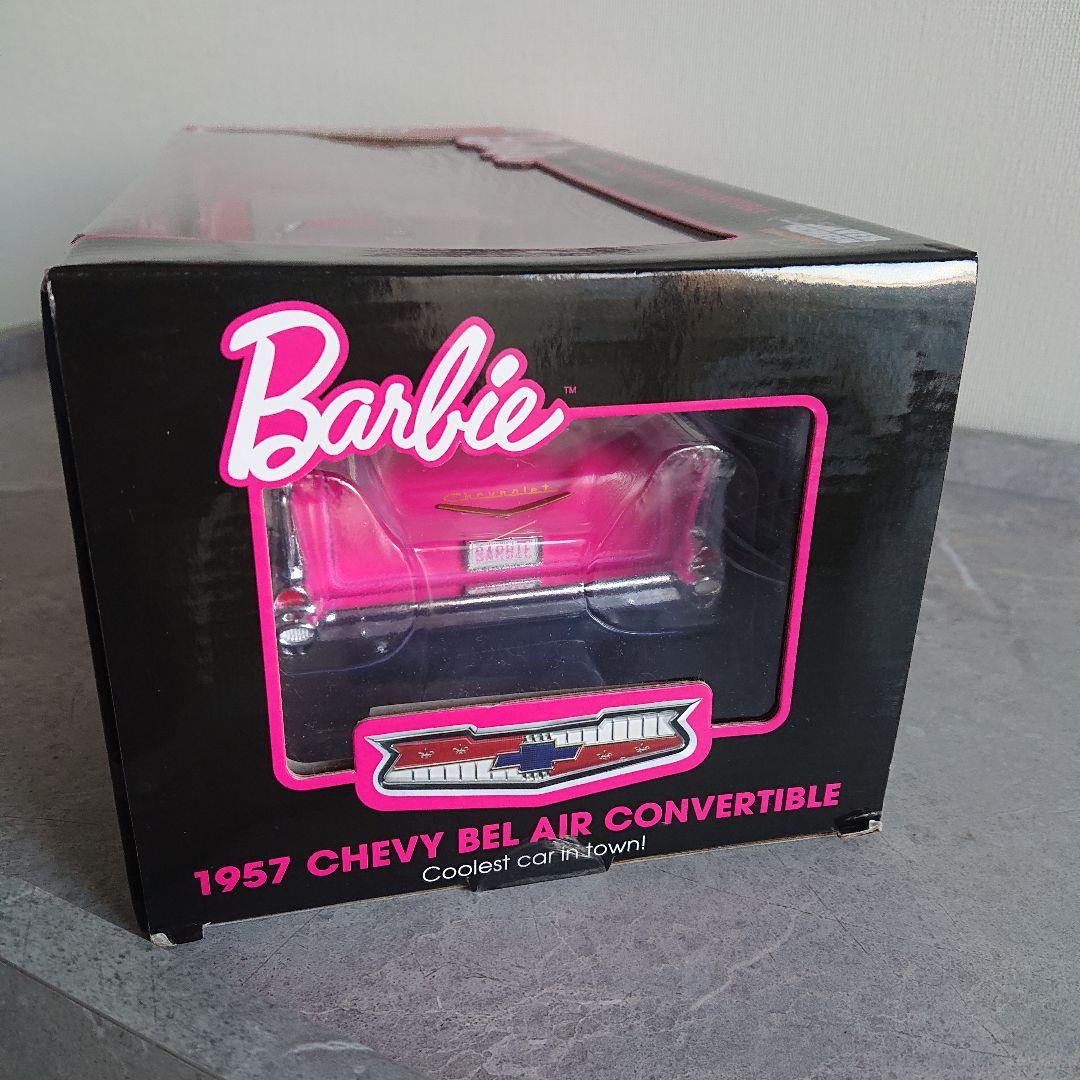 Barbie™
Chevrolet
BARBIE
1957 CHEVY BEL AIR CONVERTIBLE
Coolest car in town!